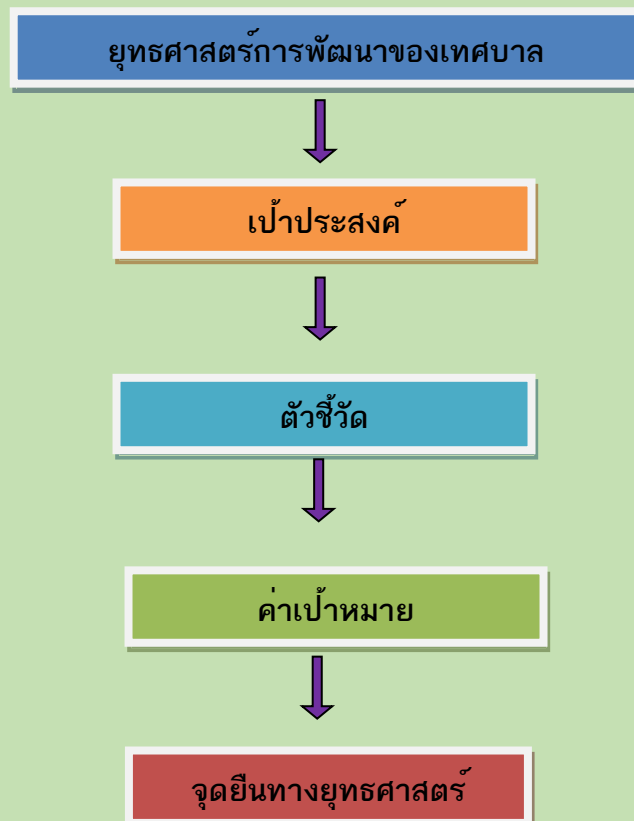 ยุทธศาสตร์การพัฒนาของเทศบาล
เป้าประสงค์
ตัวชี้วัด
ค่าเป้าหมาย
จุดยืนทางยุทธศาสตร์